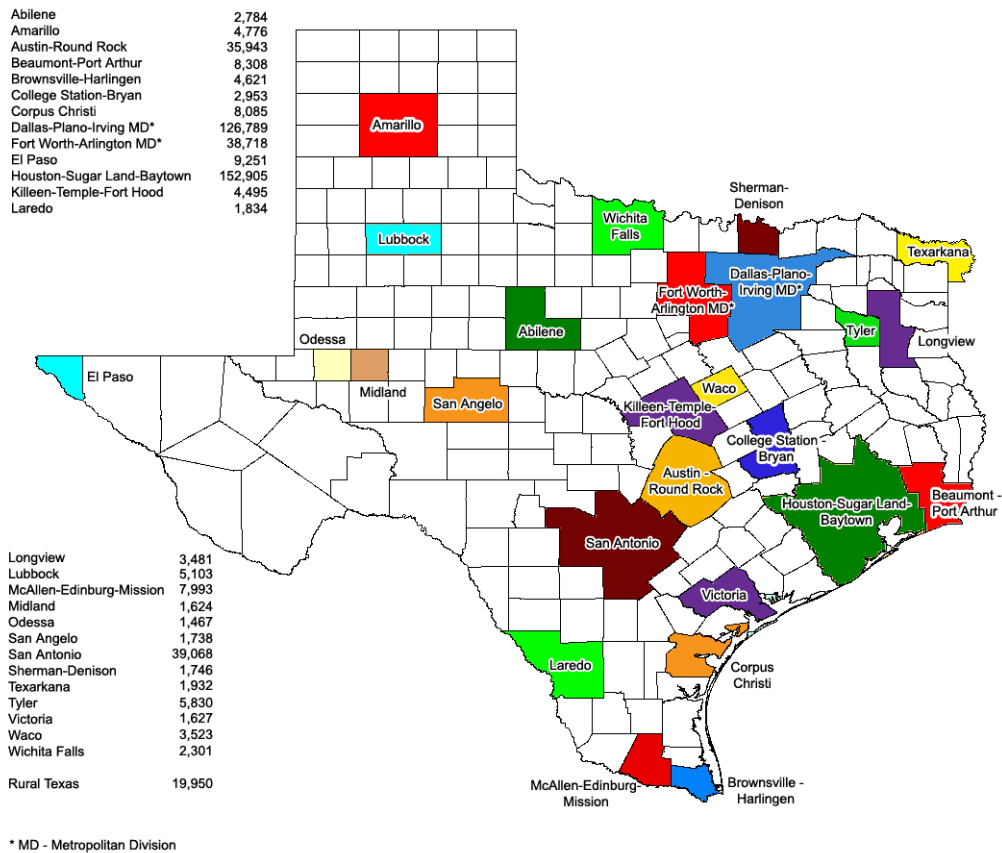 Abilene 2,784
Amarillo 4,776
Austin-Round Rock 35,943
Beaumont-Port Arthur 8,308
Brownsville-Harlingen 4,621
College Station-Bryan 2,953
Corpus Christi 8,085
Dallas-Plano-Irving MD* 126,789
Fort Worth-Arlington MD* 38,718
El Paso 9,251
Houston-Sugar Land-Baytown 152,905
Killeen-Temple-Fort Hood 4,495
Laredo 1,834
Amarillo
Sherman-
Denison
Wichita
Falls
Lubbock
Texarkana
Dallas-Plano-
Irving MD*
Fort Worth-
Arlington MD*
Abilene
Tyler
Longview
Odessa
El Paso
Midland
San Angelo
Waco
Killeen-Temple-
Fort Hood
College Station
Bryan
Austin -
Round Rock
Houston-Sugar Land-
Baytown
Beaumont -
Port Arthur
San Antonio
Victoria
Laredo
Corpus
Christi
McAllen-Edinburg-
Mission
Brownsville -
Harlingen
Longview 3,481
Lubbock 5,103
McAllen-Edinburg-Mission 7,993
Midland 1,624
Odessa 1,467
San Angelo 1,738
San Antonio 39,068
Sherman-Denison 1,746
Texarkana 1,932
Tyler 5,830
Victoria 1,627
Waco 3,523
Wichita Falls 2,301
Rural Texas 19,950
* MD - Metropolitan Division